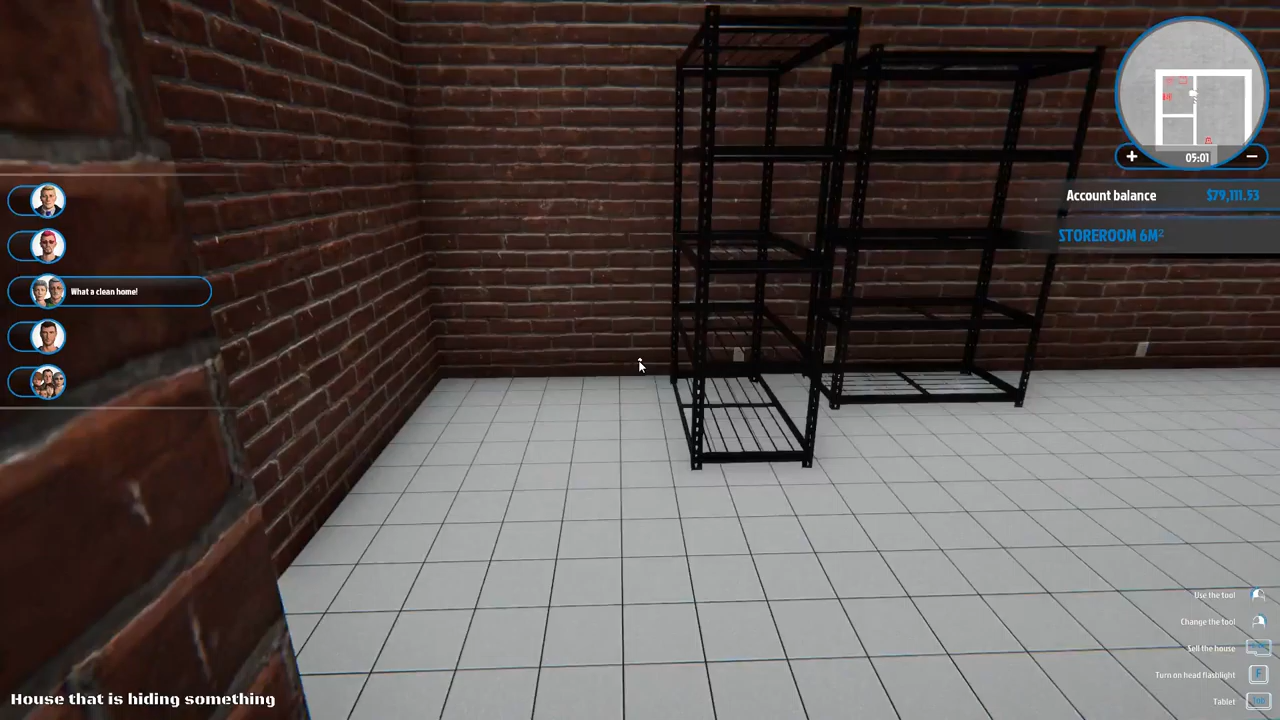 05:01
Account balance $79,111.53
STOREROOM 6M²
What a clean home!
Use the tool
Change the tool
Sell the house
Turn on head flashlight F
Tablet
House that is hiding something